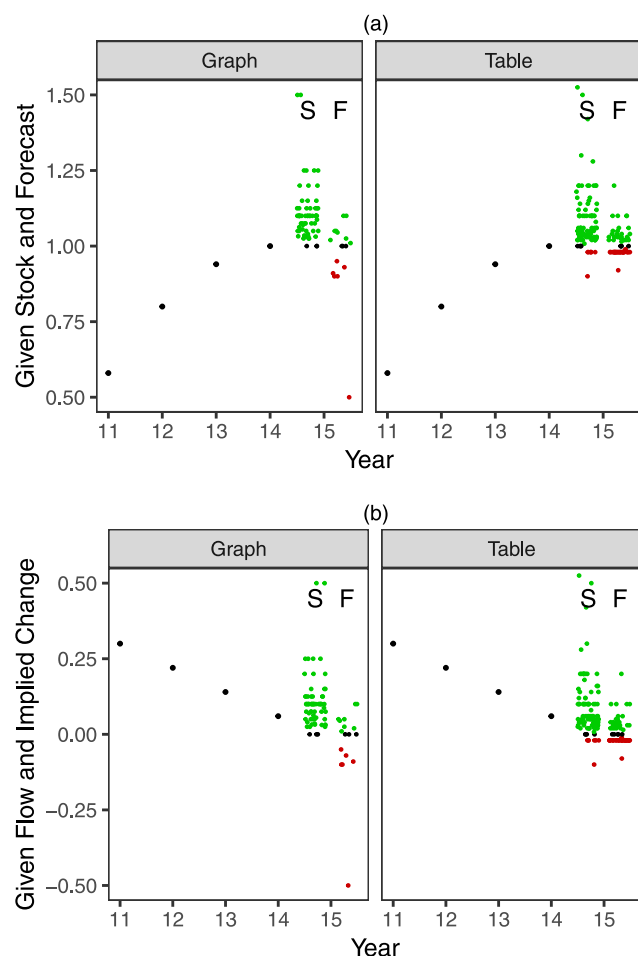 (a)
Graph Table
Given Stock and Forecast
1.50
1.25
1.00
0.75
0.50
S F S F
11 12 13 14 15 11 12 13 14 15
Year
(b)
Graph Table
Given Flow and Implied Change
0.50
0.25
0.00
−0.25
−0.50
S F S F
11 12 13 14 15 11 12 13 14 15
Year